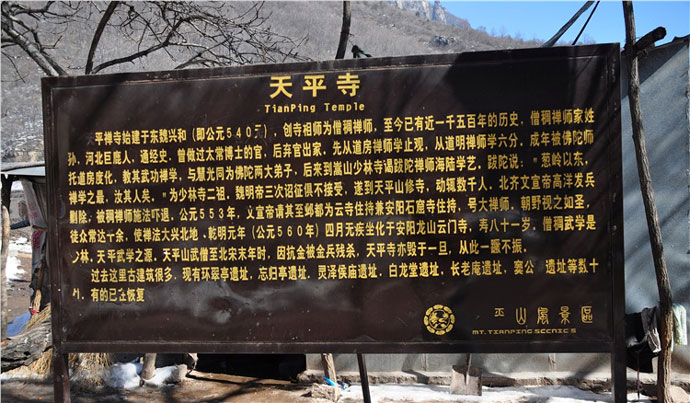 天平寺
TianPing Temple
平禅寺始建于东魏兴和（即公元540元），创寺祖师为僧稠禅师，至今已有近一千五百年的历史，僧稠禅师家姓
孙，河北巨鹿人，通经史，曾做过太常博士的官，后弃官出家，先从道房禅师学止观，从道明禅师学六分，成年被佛陀师
托道房度化，教其武功禅学，与慧光同为佛陀两大弟子，后来到嵩山少林寺谒跋陀禅师海陆学艺，跋陀说："葱岭以东，
禅学之最，汝其人矣。"为少林寺二祖，魏明帝三次诏征俱不接受，遂到天平山修寺，动筑数千人，北齐文宣帝高洋发兵
剿除，被稠禅师施法吓退，公元553年，文宣帝请其至邺都为云寺住持兼安阳石窟寺住持，号大禅师，朝野视之如圣，
徒众常达千余，使禅法大兴北地，乾明元年（公元560年）四月无疾坐化于安阳龙山云门寺，寿八十一岁，僧稠武学是
少林，天平武学之源，天平山武僧至北宋末年时，因抗金被金兵残杀，天平寺亦毁于一旦，从此一蹶不振，
过去这里古建筑很多，现有环翠亭遗址，忘归亭遗址，灵泽侯庙遗址，白龙堂遗址，长老庵遗址，窦公 遗址等数十
，有的已在恢复
天平山风景区
MT.TIANPING SCENICS